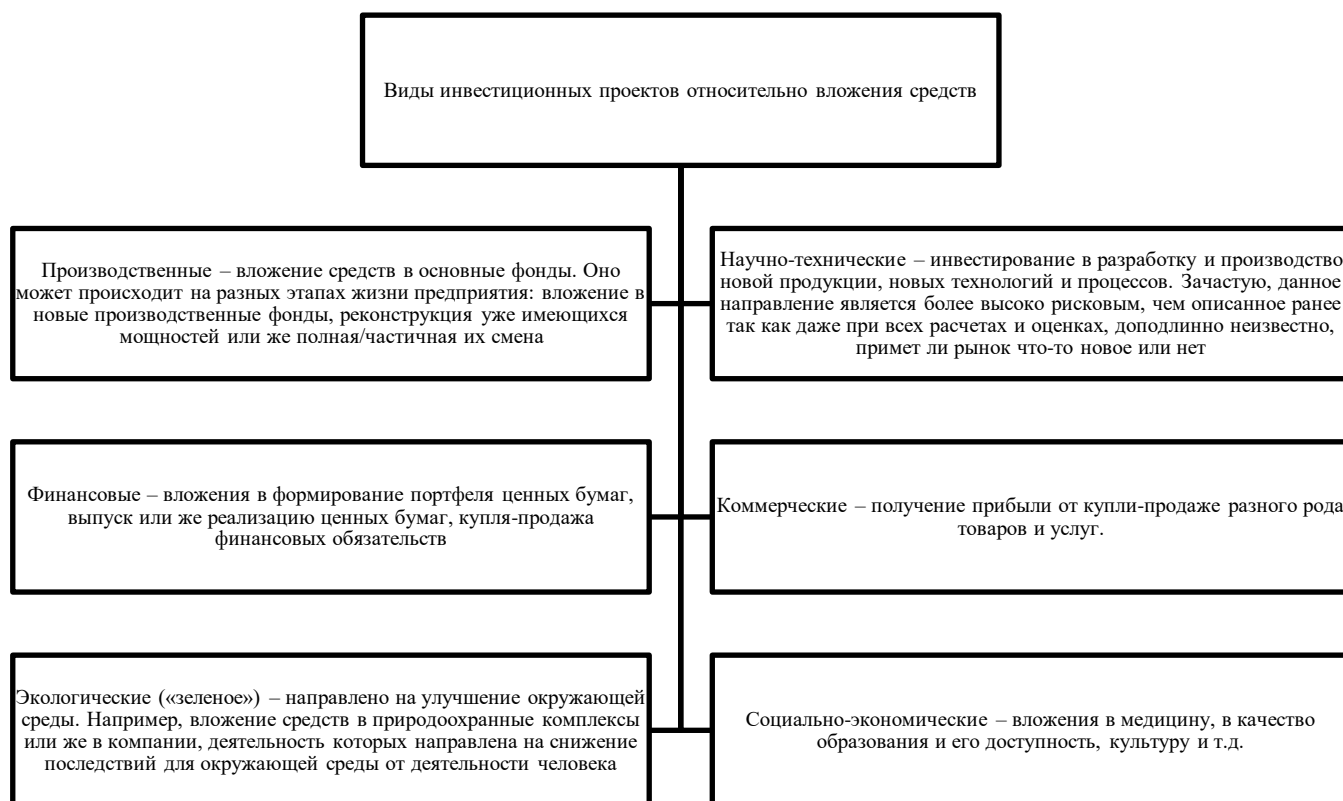 Виды инвестиционных проектов относительно вложения средств
Производственные – вложение средств в основные фонды. Оно
может происходит на разных этапах жизни предприятия: вложение в
новые производственные фонды, реконструкция уже имеющихся
мощностей или же полная/частичная их смена
Научно-технические – инвестирование в разработку и производство
новой продукции, новых технологий и процессов. Зачастую, данное
направление является более высоко рисковым, чем описанное ранее
так как даже при всех расчетах и оценках, доподлинно неизвестно,
примет ли рынок что-то новое или нет
Финансовые – вложения в формирование портфеля ценных бумаг,
выпуск или же реализацию ценных бумаг, купля-продажа
финансовых обязательств
Коммерческие – получение прибыли от купли-продаже разного рода
товаров и услуг.
Экологические («зеленое») – направлено на улучшение окружающей
среды. Например, вложение средств в природоохранные комплексы
или же в компании, деятельность которых направлена на снижение
последствий для окружающей среды от деятельности человека
Социально-экономические – вложения в медицину, в качество
образования и его доступность, культуру и т.д.